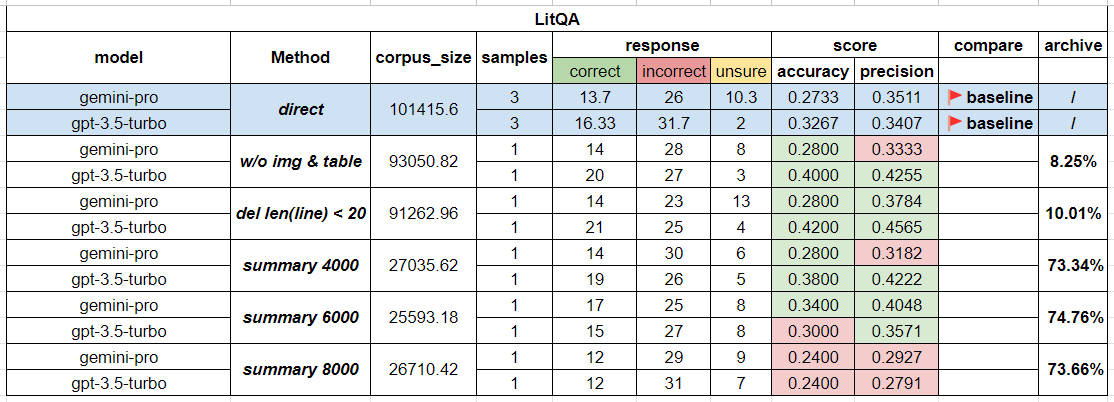 LitQA
model Method corpus_size samples response score compare archive
correct incorrect unsure accuracy precision
gemini-pro direct 101415.6 3 13.7 26 10.3 0.2733 0.3511 🚩 baseline /
gpt-3.5-turbo 3 16.33 31.7 2 0.3267 0.3407 🚩 baseline /
gemini-pro w/o img & table 93050.82 1 14 28 8 0.2800 0.3333 8.25%
gpt-3.5-turbo 1 20 27 3 0.4000 0.4255
gemini-pro del len(line) < 20 91262.96 1 14 23 13 0.2800 0.3784 10.01%
gpt-3.5-turbo 1 21 25 4 0.4200 0.4565
gemini-pro summary 4000 27035.62 1 14 30 6 0.2800 0.3182 73.34%
gpt-3.5-turbo 1 19 26 5 0.3800 0.4222
gemini-pro summary 6000 25593.18 1 17 25 8 0.3400 0.4048 74.76%
gpt-3.5-turbo 1 15 27 8 0.3000 0.3571
gemini-pro summary 8000 26710.42 1 12 29 9 0.2400 0.2927 73.66%
gpt-3.5-turbo 1 12 31 7 0.2400 0.2791